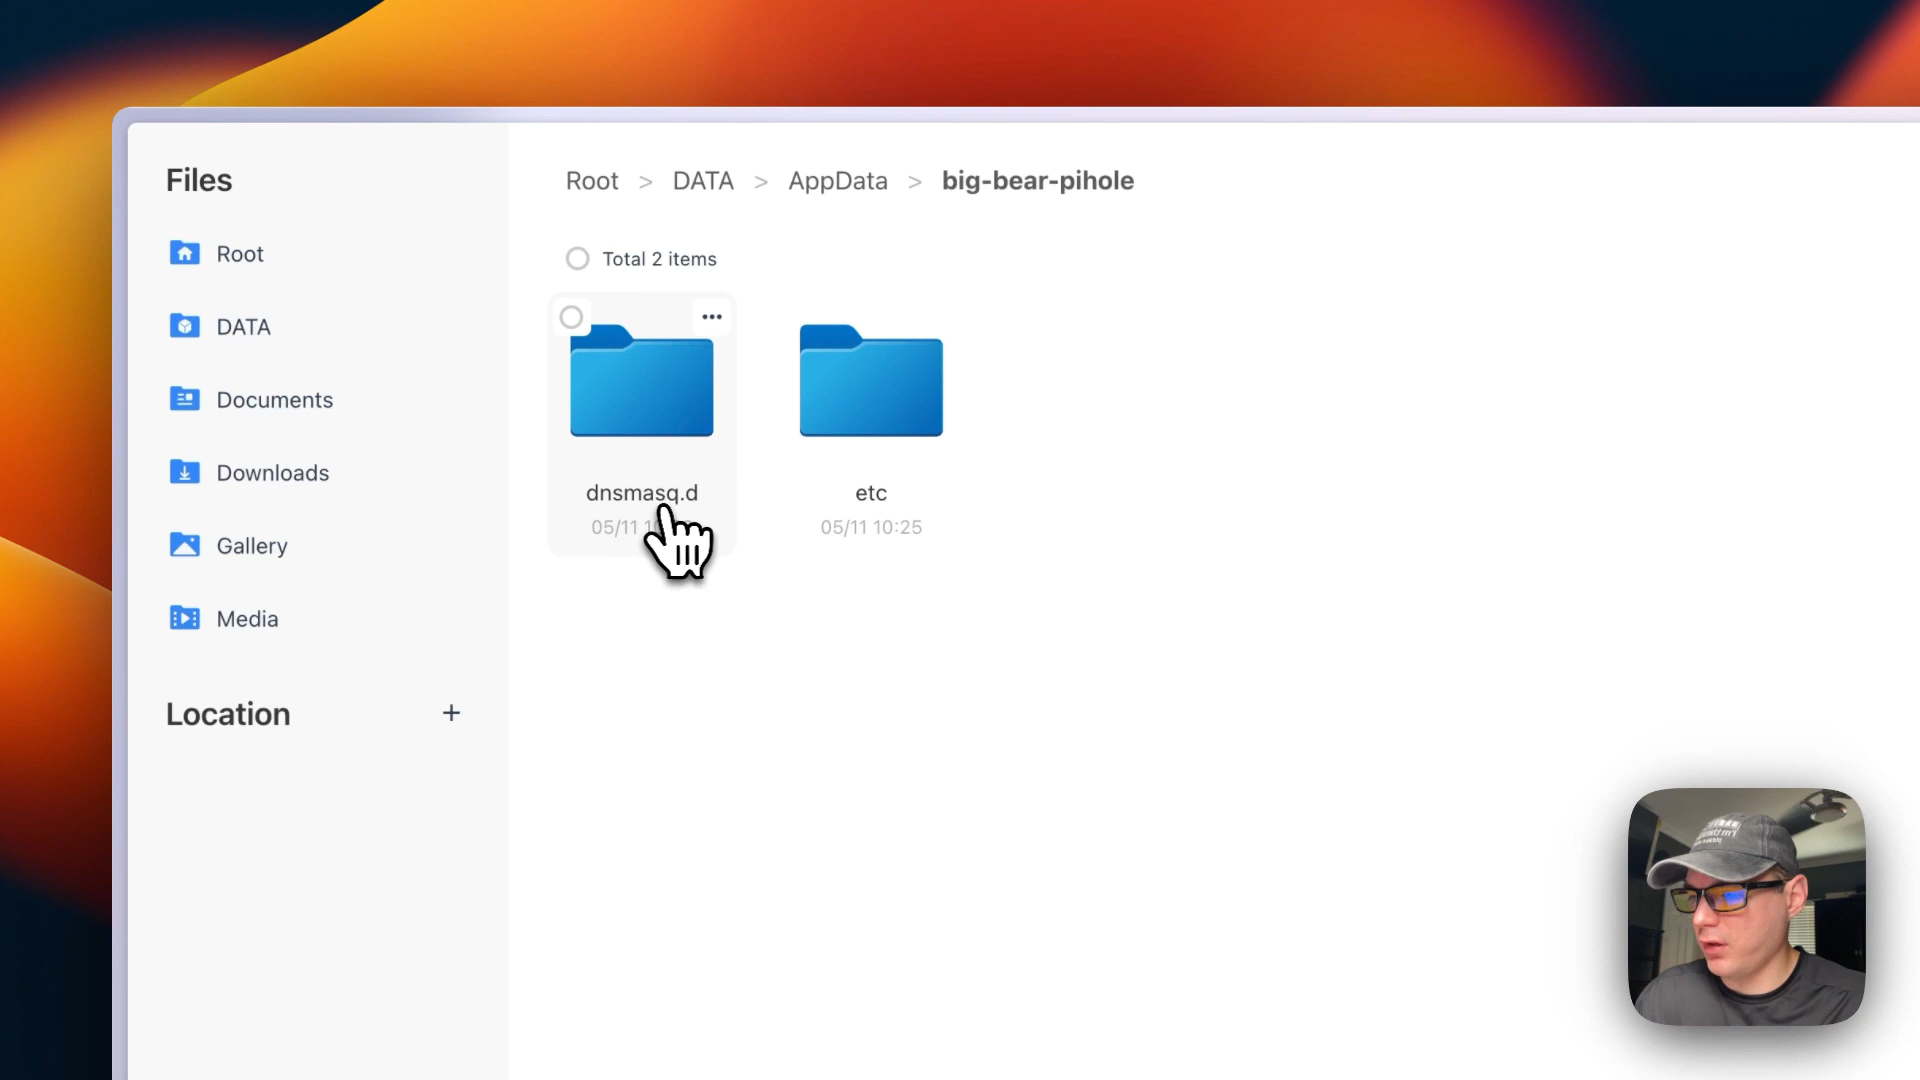 Files
Root
DATA
Documents
Downloads
Gallery
Media
Location +
Root > DATA > AppData > big-bear-pihole
Total 2 items
dnsmasq.d
05/11 1
etc
05/11 10:25